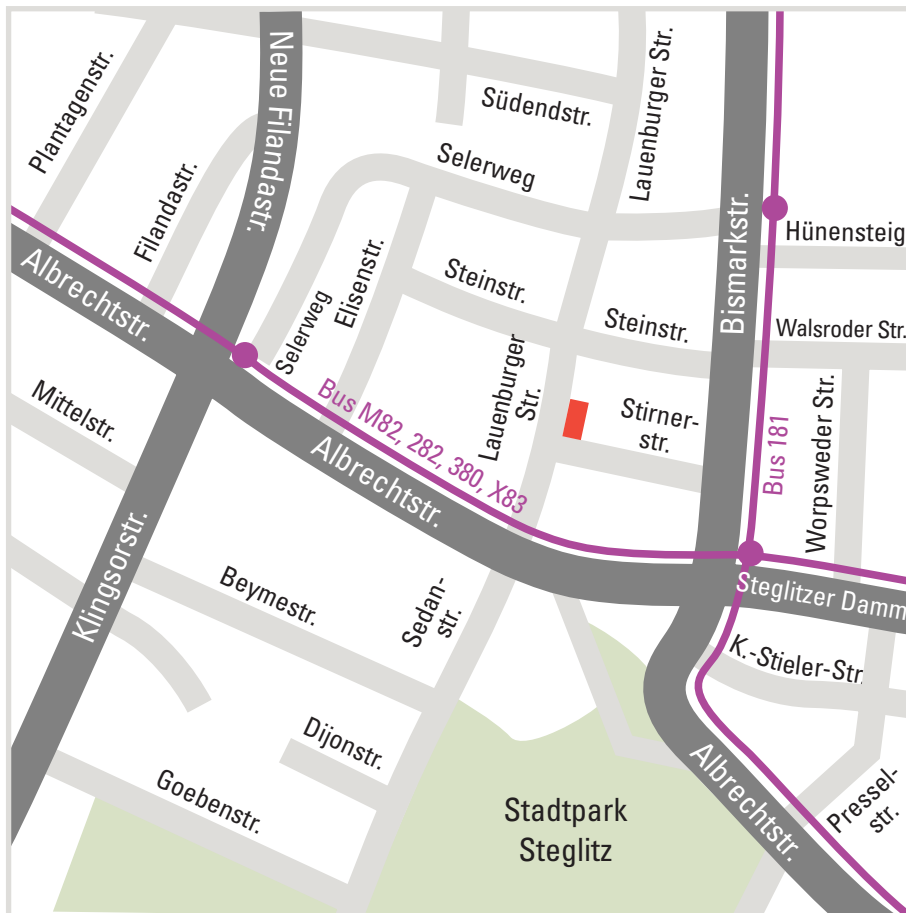 Neue Filandastr.
Lauenburger Str.
Plantagenstr.
Südendstr.
Selerweg
Filandastr.
Bismarkstr.
Hünensteig
Albrechtstr.
Elisenstr.
Steinstr.
Selerweg
Steinstr.
Walsroder Str.
Lauenburger
Str.
Mittelstr.
Bus M82, 282, 380, X83
Stirner-
str.
Worpsweder Str.
Bus 181
Albrechtstr.
Klingsorstr.
Beymestr.
Sedan-
str.
Steglitzer Damm
K.-Stieler-Str.
Dijonstr.
Goebenstr.
Albrechtstr.
Pressel-
str.
Stadtpark
Steglitz